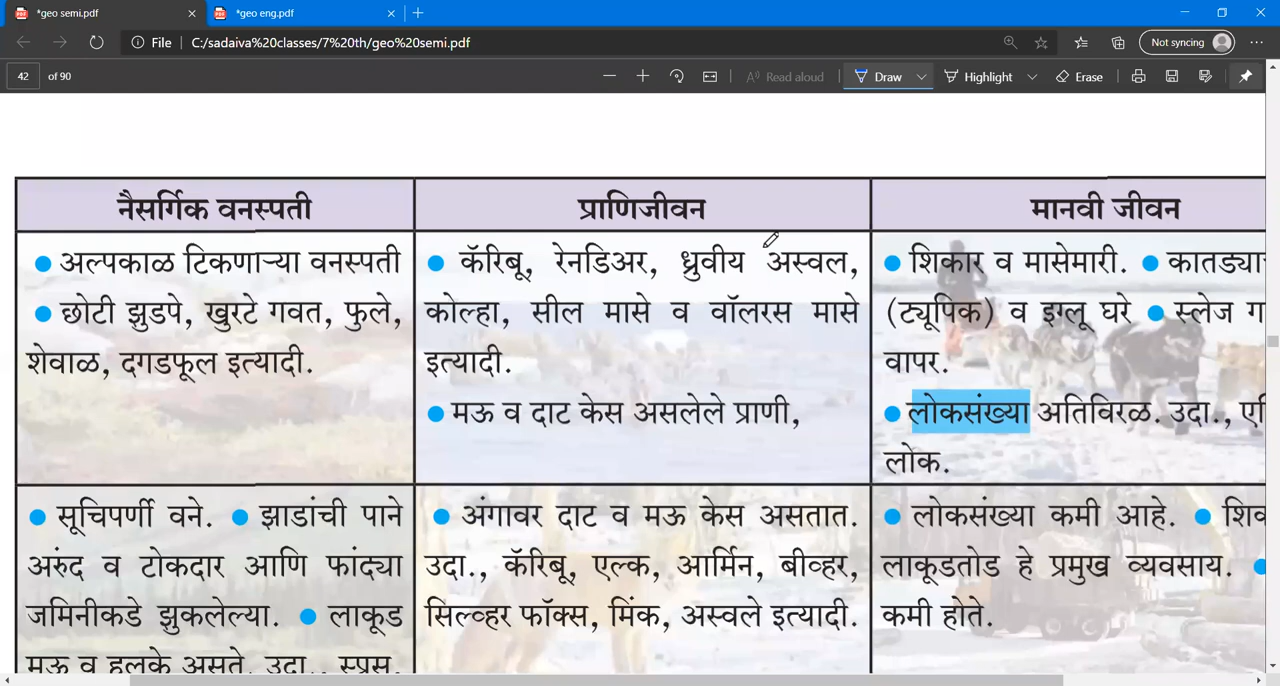 *geo semi.pdf
*geo eng.pdf
File
C:/sadaiva%20classes/7%20th/geo%20semi.pdf
Not syncing
42 of 90
Read aloud
Draw
Highlight
Erase
नैसर्गिक वनस्पती
अल्पकाळ टिकणाऱ्या वनस्पती
छोटी झुडपे, खुरटे गवत, फुले,
शेवाळ, दगडफूल इत्यादी.
सूचिपर्णी वने. झाडांची पाने
अरुंद व टोकदार आणि फांद्या
जमिनीकडे झुकलेल्या. लाकूड
मऊ व हलके असते. उदा., स्प्रूस,
प्राणिजीवन
कॅरिबू, रेनडिअर, ध्रुवीय अस्वल,
कोल्हा, सील मासे व वॉलरस मासे
इत्यादी.
मऊ व दाट केस असलेले प्राणी,
अंगावर दाट व मऊ केस असतात.
उदा., कॅरिबू, एल्क, आर्मिन, बीव्हर,
सिल्व्हर फॉक्स, मिंक, अस्वले इत्यादी.
मानवी जीवन
शिकार व मासेमारी.
(ट्यूपिक) व इग्लू घरे स्लेज
वापर.
लोकसंख्या अतिविरळ. उदा.,
लोक.
लोकसंख्या कमी आहे.
लाकूडतोड हे प्रमुख व्यवसाय.
कमी होते.